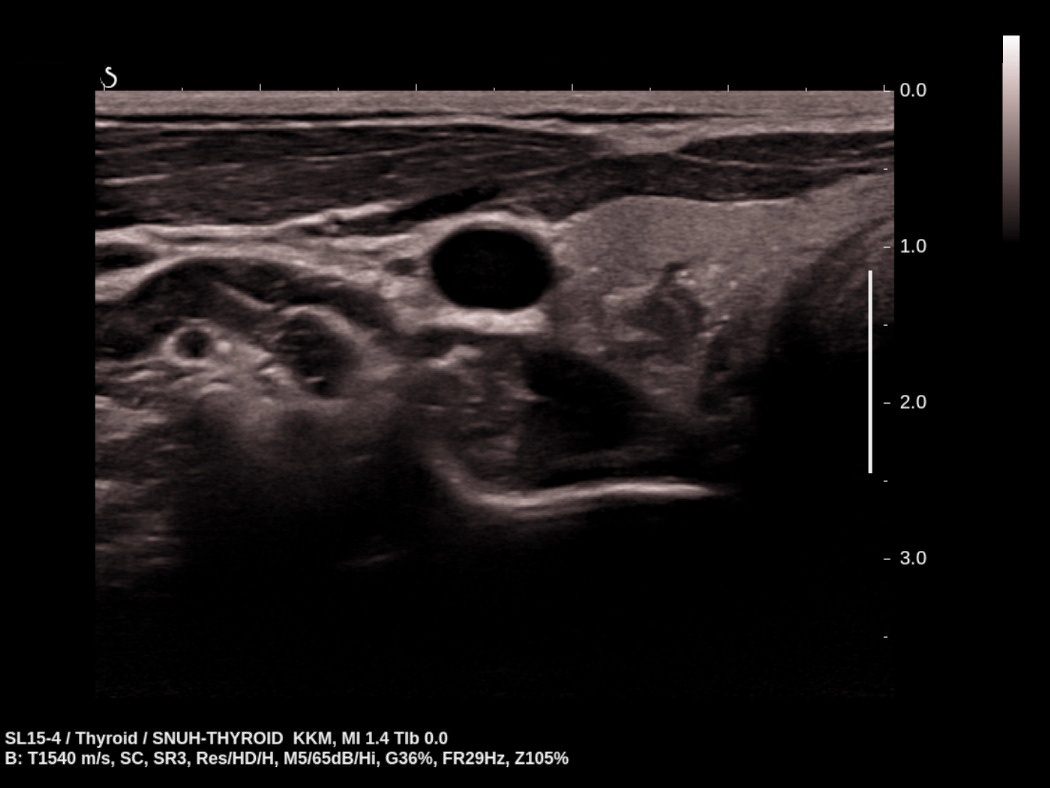 0.0
1.0
2.0
3.0
SL15-4 / Thyroid / SNUH-THYROID KKM, MI 1.4 TIb 0.0
B: T1540 m/s, SC, SR3, Res/HD/H, M5/65dB/Hi, G36%, FR29Hz, Z105%